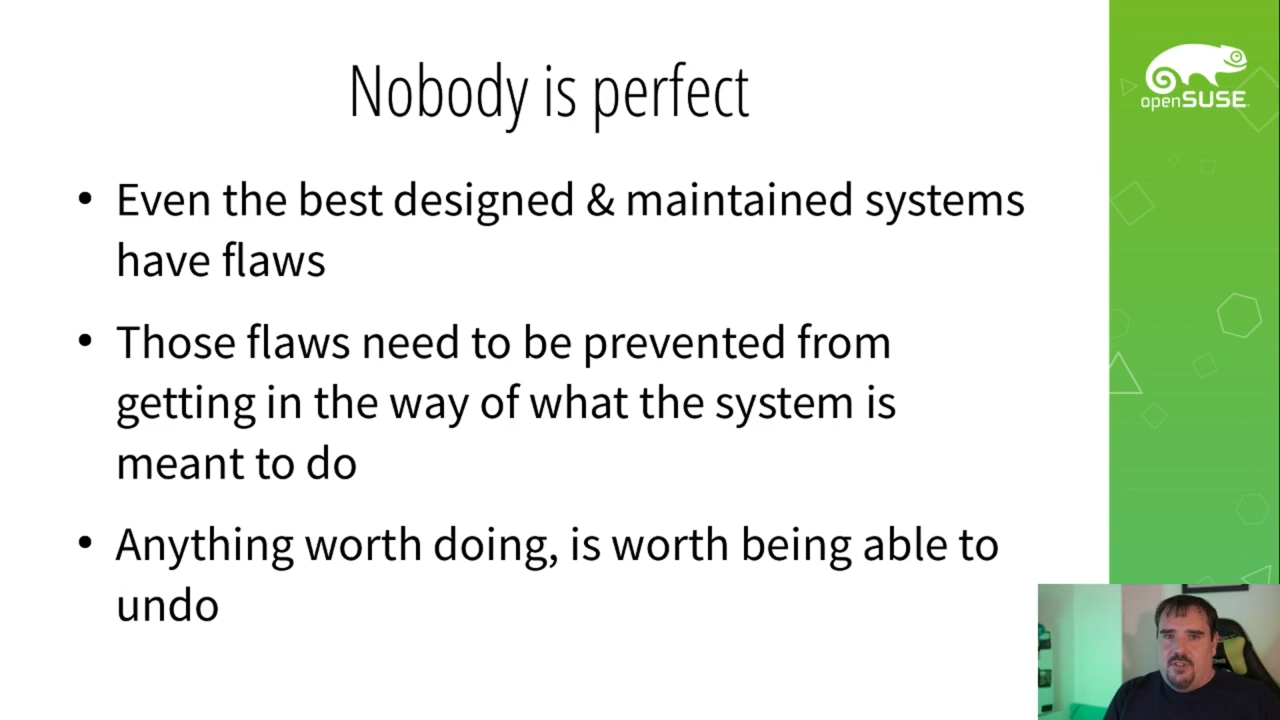 Nobody is perfect
openSUSE
• Even the best designed & maintained systems
have flaws
• Those flaws need to be prevented from
getting in the way of what the system is
meant to do
• Anything worth doing, is worth being able to
undo